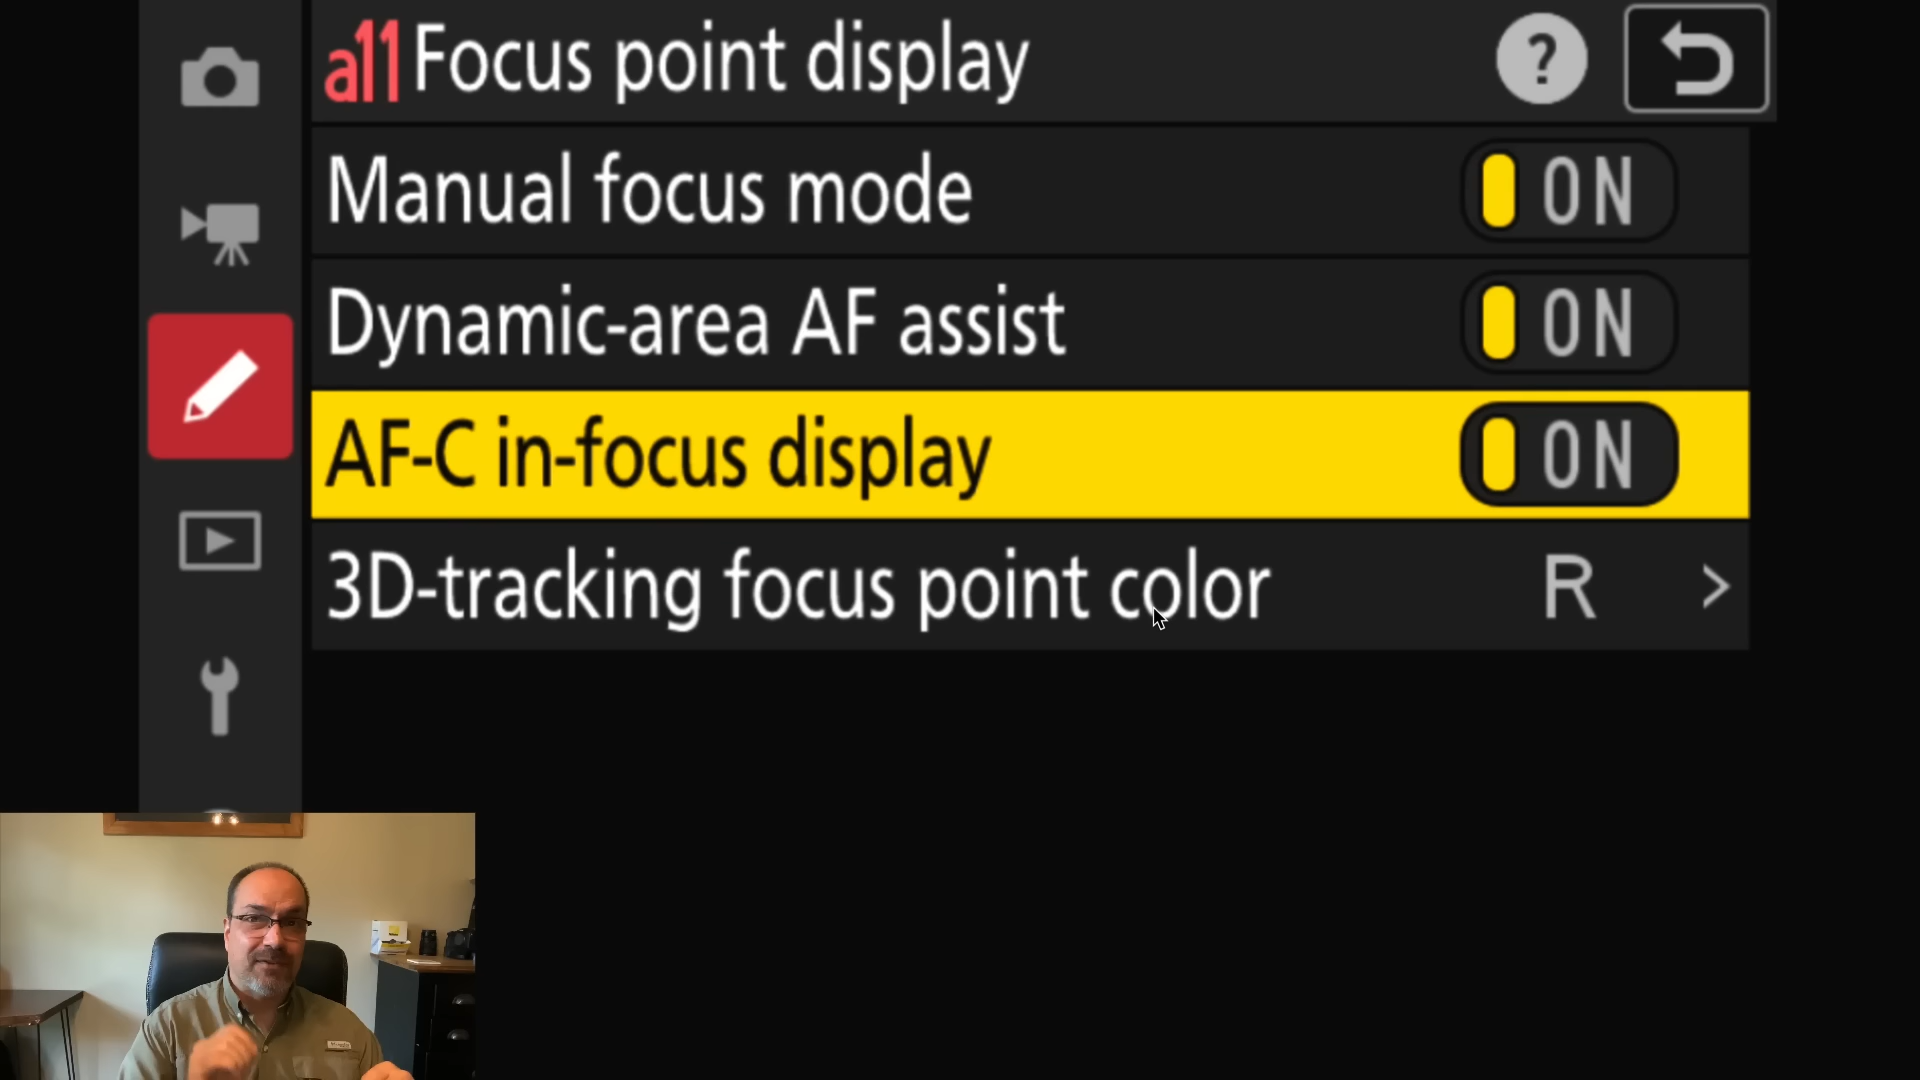 a11 Focus point display ?
Manual focus mode ON
Dynamic-area AF assist ON
AF-C in-focus display ON
3D-tracking focus point color R >